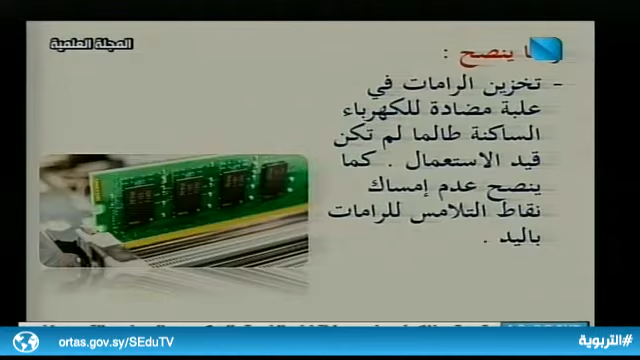 المجلة العلمية
ينصح :
- تخزين الرامات في
علبة مضادة للكهرباء
الساكنة طالما لم تكن
قيد الاستعمال . كما
ينصح عدم إمساك
نقاط التلامس للرامات
باليد .
ortas.gov.sy/SEduTV
#التربوية